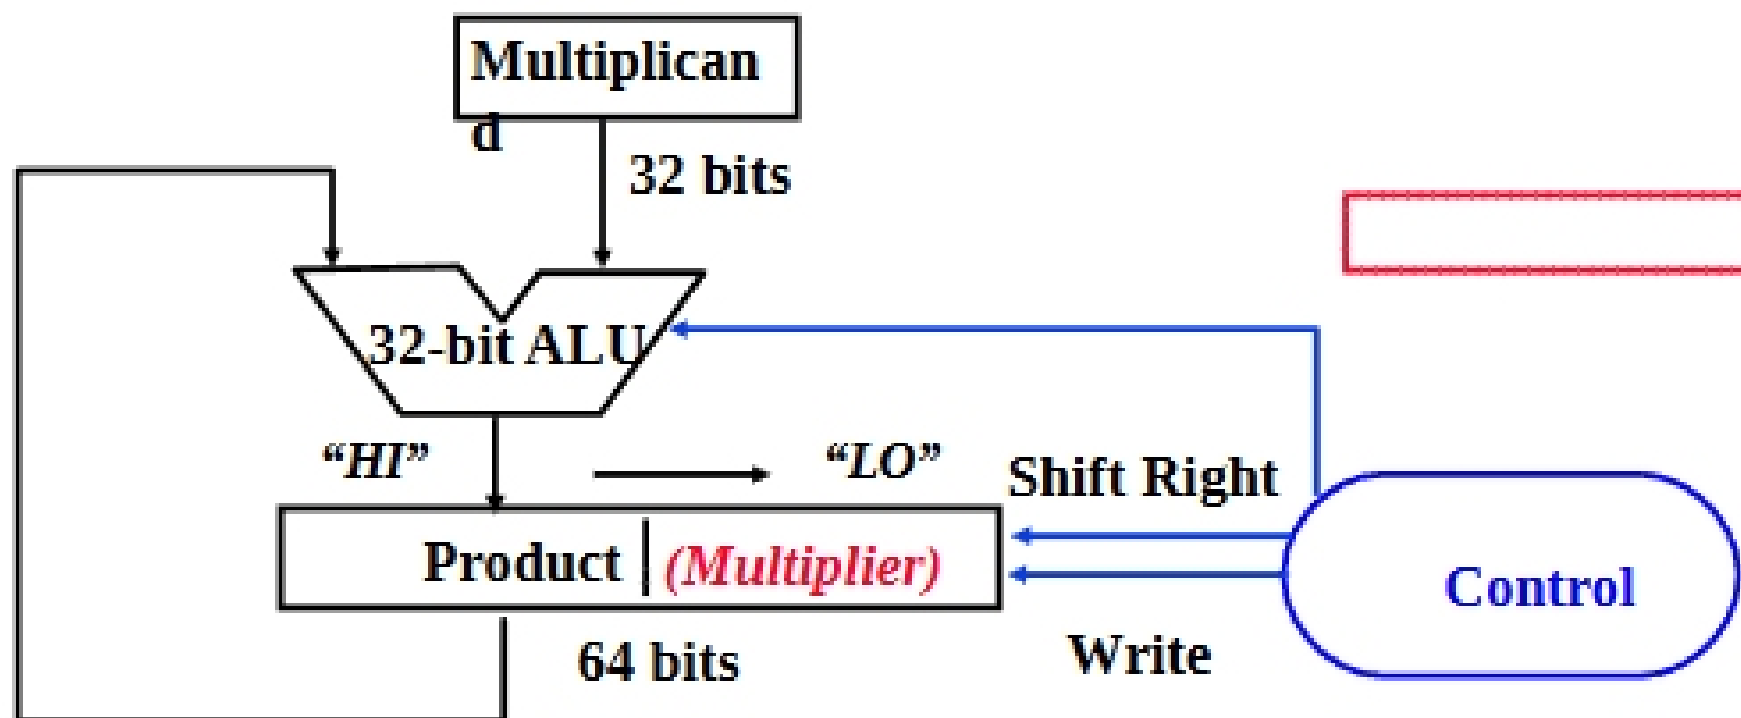 Multiplican
d
32 bits
32-bit ALU
“HI”
“LO”
Shift Right
Product
(Multiplier)
Control
64 bits
Write